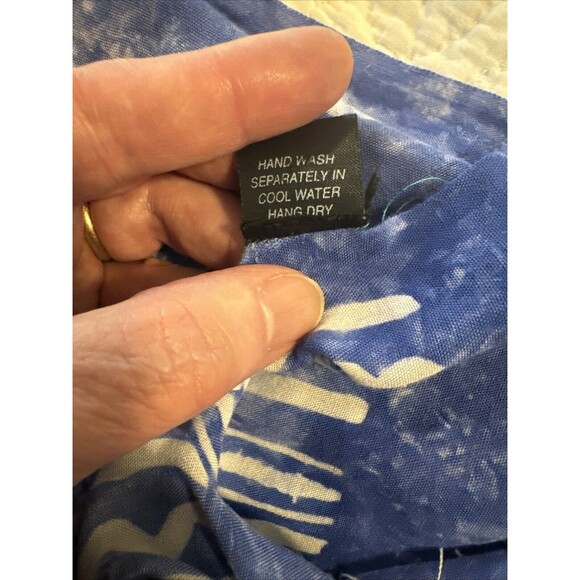 HAND WASH
SEPARATELY IN
COOL WATER
HANG DRY